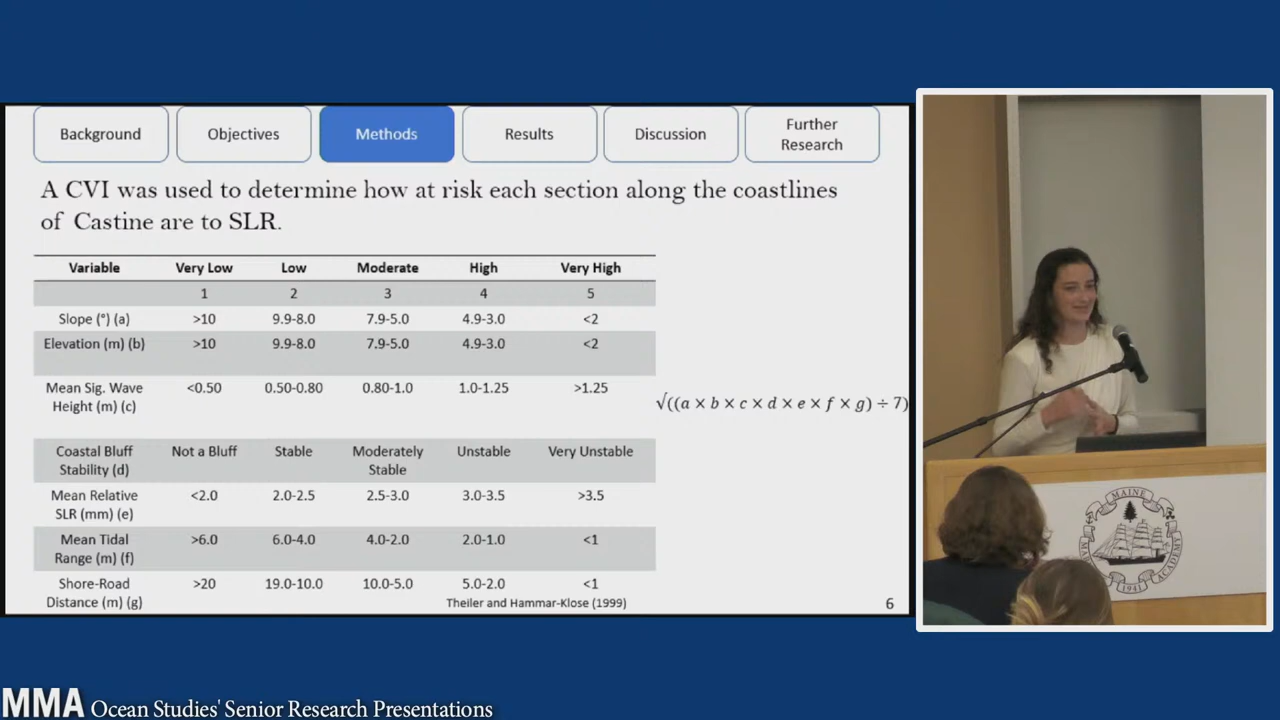 Background
Objectives
Methods
Results
Discussion
Further
Research
A CVI was used to determine how at risk each section along the coastlines
of Castine are to SLR.
Variable Very Low Low Moderate High Very High
1 2 3 4 5
Slope (°) (a) >10 9.9-8.0 7.9-5.0 4.9-3.0 <2
Elevation (m) (b) >10 9.9-8.0 7.9-5.0 4.9-3.0 <2
Mean Sig. Wave
Height (m) (c) <0.50 0.50-0.80 0.80-1.0 1.0-1.25 >1.25
√((a × b × c × d × e × f × g) ÷ 7)
Coastal Bluff
Stability (d) Not a Bluff Stable Moderately
Stable Unstable Very Unstable
Mean Relative
SLR (mm) (e) <2.0 2.0-2.5 2.5-3.0 3.0-3.5 >3.5
Mean Tidal
Range (m) (f) >6.0 6.0-4.0 4.0-2.0 2.0-1.0 <1
Shore-Road
Distance (m) (g) >20 19.0-10.0 10.0-5.0 5.0-2.0 <1
Theiler and Hammar-Klose (1999)
6
MAINE
ACADEMY
1941
MMA Ocean Studies' Senior Research Presentations